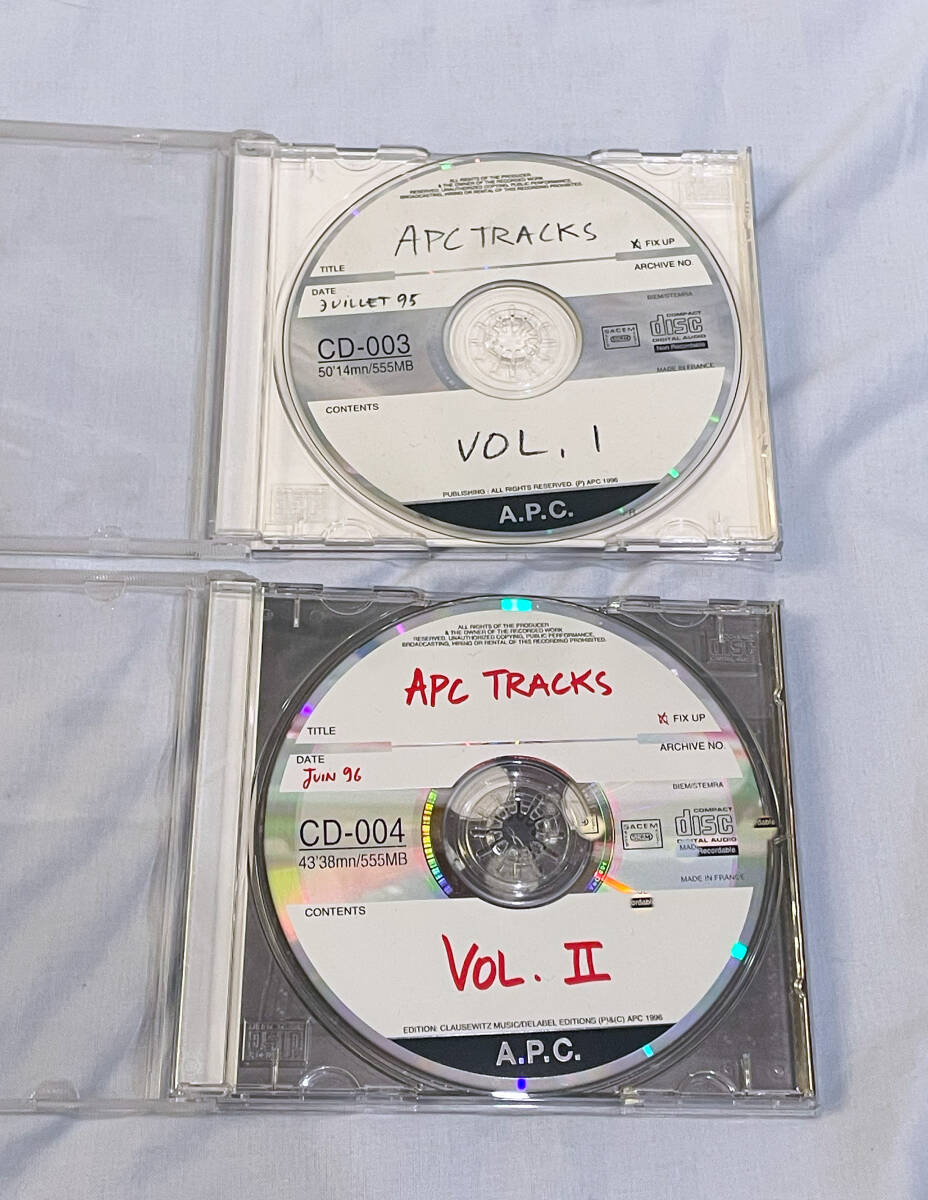 ALL RIGHTS OF THE PRODUCER
& THE OWNER OF THE RECORDED WORK
RESERVED. UNAUTHORIZED COPYING, PUBLIC PERFORMANCE,
BROADCASTING, HIRING OR RENTAL OF THIS RECORDING PROHIBITED.
APC TRACKS
X FIX UP
TITLE
ARCHIVE NO.
DATE
JUILLET 95
BIEM/STEMRA
CD-003
50'14mn/555MB
SACEM
COMPACT
disc
DIGITAL AUDIO
Non Recordable
MADE IN FRANCE
CONTENTS
VOL. 1
PUBLISHING : ALL RIGHTS RESERVED. (P) APC 1996
A.P.C.
ALL RIGHTS OF THE PRODUCER
& THE OWNER OF THE RECORDED WORK
RESERVED. UNAUTHORIZED COPYING, PUBLIC PERFORMANCE,
BROADCASTING, HIRING OR RENTAL OF THIS RECORDING PROHIBITED.
APC TRACKS
X FIX UP
TITLE
ARCHIVE NO.
DATE
JUIN 96
BIEM/STEMRA
CD-004
43'38mn/555MB
SACEM
COMPACT
disc
DIGITAL AUDIO
Recordable
MADE IN FRANCE
CONTENTS
VOL. II
EDITION: CLAUSEWITZ MUSIC/DELABEL EDITIONS (P)&(C) APC 1996
A.P.C.